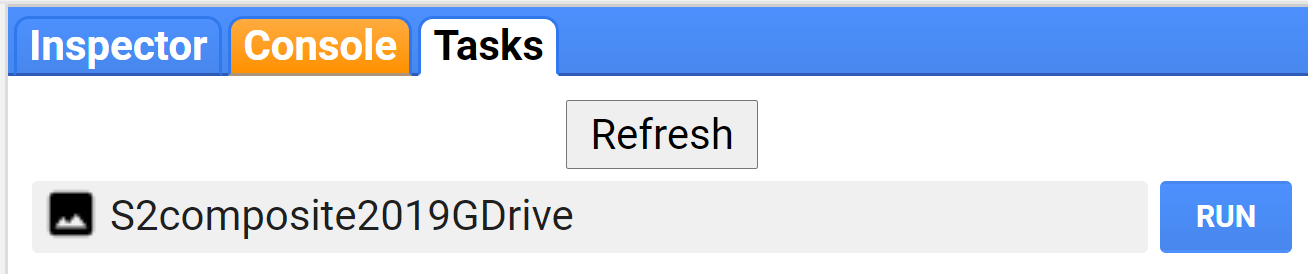 Inspector Console Tasks
Refresh
S2composite2019GDrive RUN